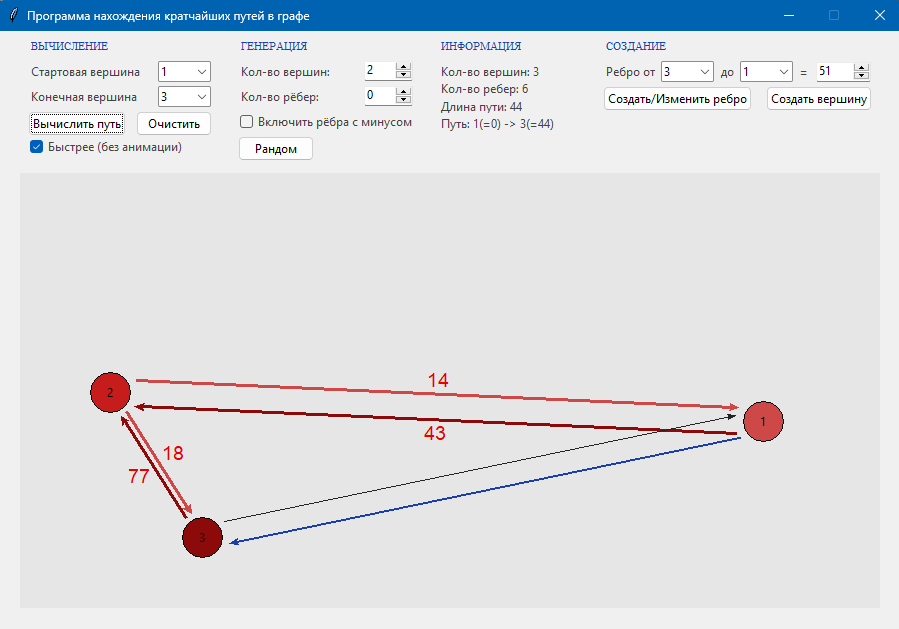 Программа нахождения кратчайших путей в графе
ВЫЧИСЛЕНИЕ
Стартовая вершина 1
Конечная вершина 3
Вычислить путь Очистить
Быстрее (без анимации)
ГЕНЕРАЦИЯ
Кол-во вершин: 2
Кол-во рёбер: 0
Включить рёбра с минусом
Рандом
ИНФОРМАЦИЯ
Кол-во вершин: 3
Кол-во ребер: 6
Длина пути: 44
Путь: 1(=0) -> 3(=44)
СОЗДАНИЕ
Ребро от 3 до 1 = 51
Создать/Изменить ребро Создать вершину
14
2
1
43
18
77
3